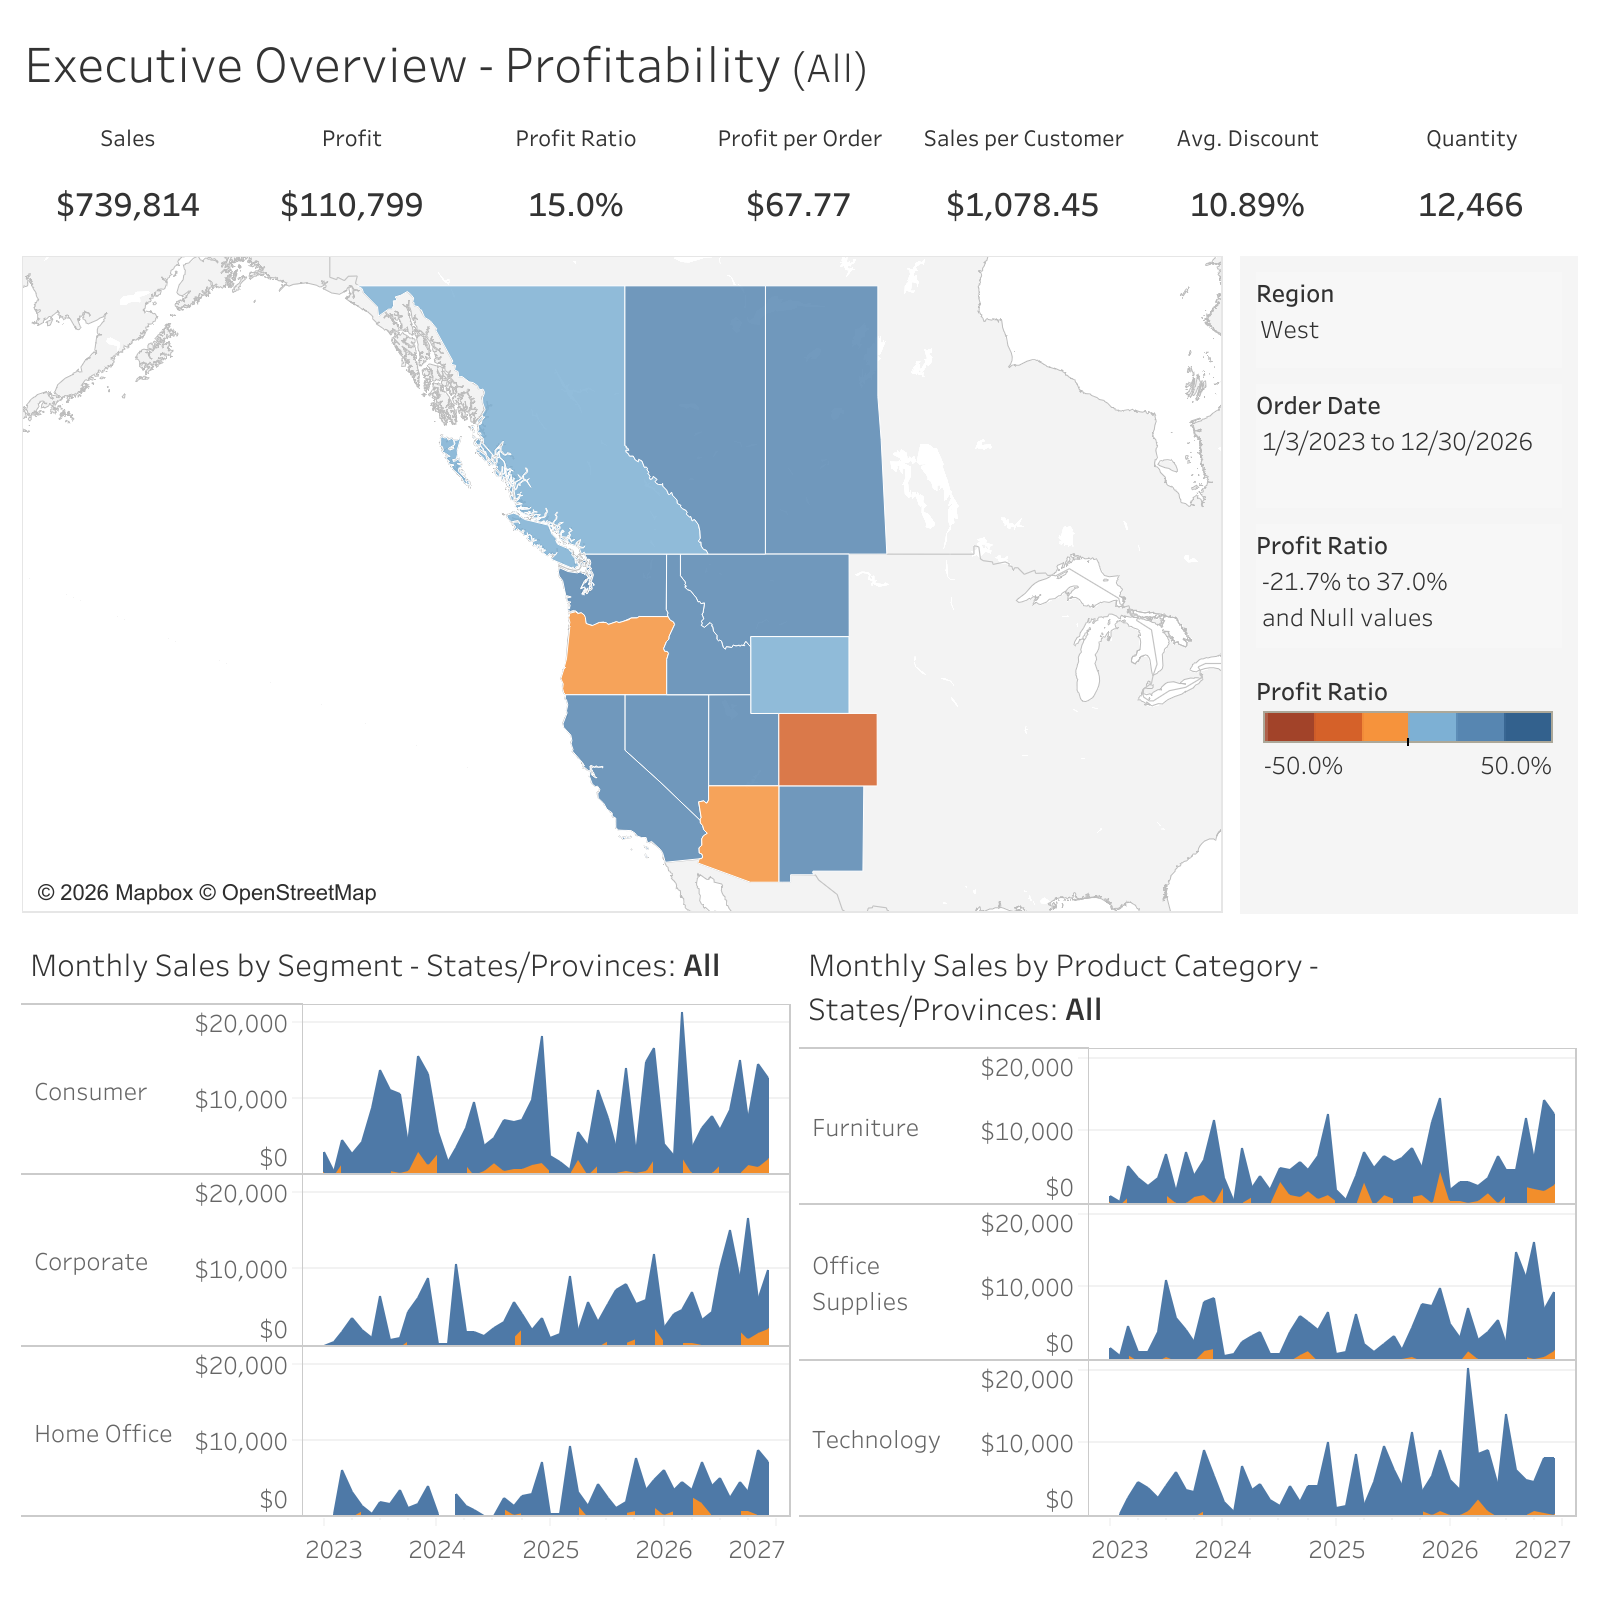 Executive Overview - Profitability (All)
Sales Profit Profit Ratio Profit per Order Sales per Customer Avg. Discount Quantity
$739,814 $110,799 15.0% $67.77 $1,078.45 10.89% 12,466
Region
West
Order Date
1/3/2023 to 12/30/2026
Profit Ratio
-21.7% to 37.0%
and Null values
Profit Ratio
-50.0% 50.0%
© 2026 Mapbox © OpenStreetMap
Monthly Sales by Segment - States/Provinces: All
$20,000
Consumer
$10,000
$0
$20,000
Corporate
$10,000
$0
$20,000
Home Office
$10,000
$0
2023 2024 2025 2026 2027
Monthly Sales by Product Category -
States/Provinces: All
$20,000
Furniture
$10,000
$0
$20,000
Office
Supplies
$10,000
$0
$20,000
Technology
$10,000
$0
2023 2024 2025 2026 2027